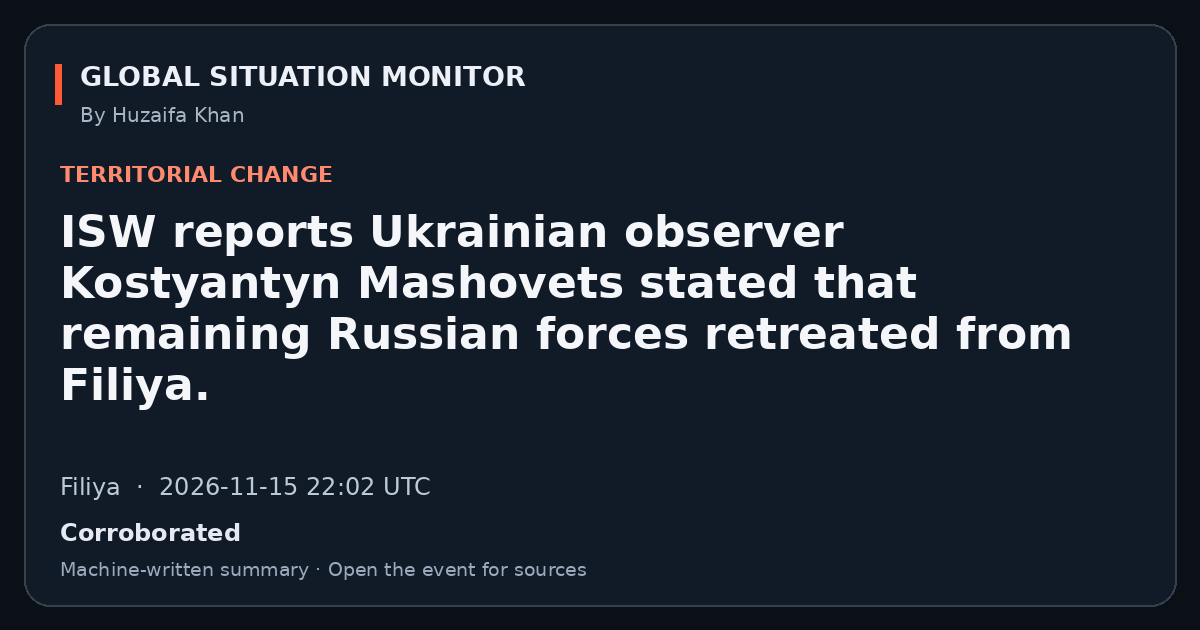 GLOBAL SITUATION MONITOR
By Huzaifa Khan
TERRITORIAL CHANGE
ISW reports Ukrainian observer
Kostyantyn Mashovets stated that
remaining Russian forces retreated from
Filiya.
Filiya · 2026-11-15 22:02 UTC
Corroborated
Machine-written summary · Open the event for sources